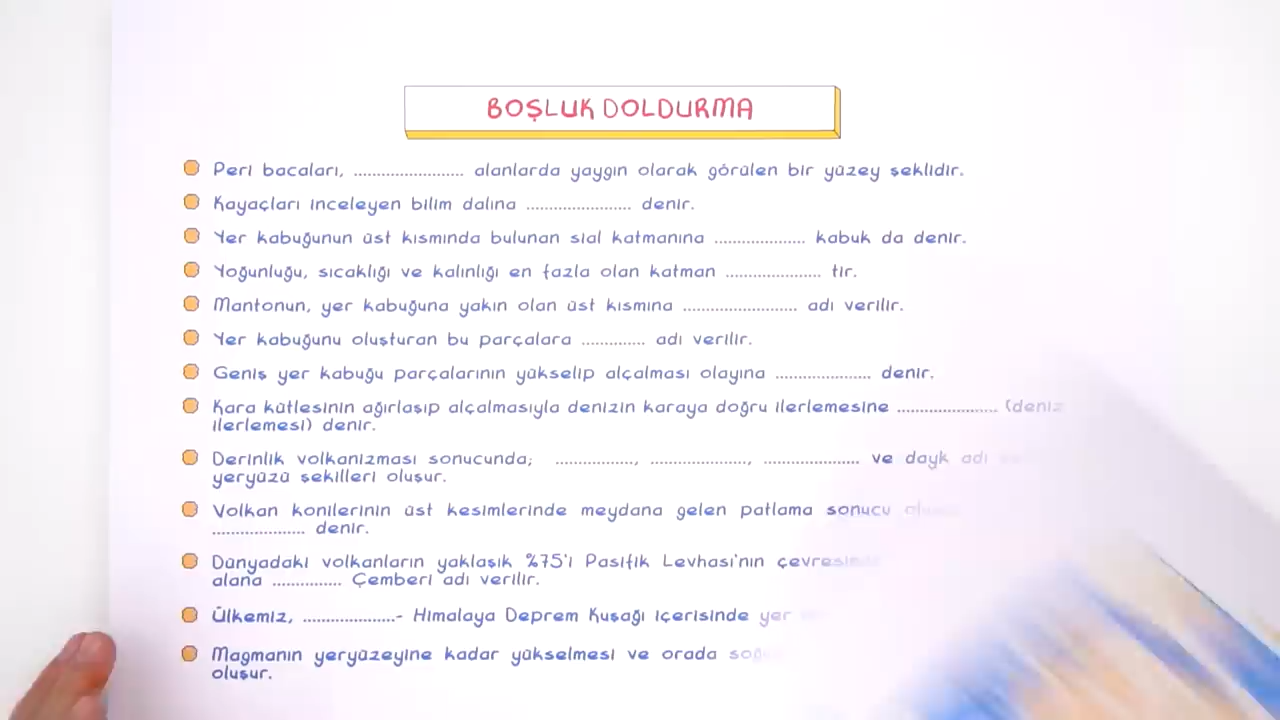 BOŞLUK DOLDURMA
Peri bacaları, ....................... alanlarda yaygın olarak görülen bir yüzey şeklidir.
Kayaçları inceleyen bilim dalına ...................... denir.
Yer kabuğunun üst kısmında bulunan sial katmanına ................... kabuk da denir.
Yoğunluğu, sıcaklığı ve kalınlığı en fazla olan katman .................... tir.
Mantonun, yer kabuğuna yakın olan üst kısmına ........................ adı verilir.
Yer kabuğunu oluşturan bu parçalara ............. adı verilir.
Geniş yer kabuğu parçalarının yükselip alçalması olayına .................... denir.
Kara kütlesinin ağırlaşıp alçalmasıyla denizin karaya doğru ilerlemesine ..................... (deniz
ilerlemesi) denir.
Derinlik volkanizması sonucunda; ................., ....................., .................... ve dayk adı
yeryüzü şekilleri oluşur.
Volkan konilerinin üst kesimlerinde meydana gelen patlama sonucu
.................... denir.
Dünyadaki volkanların yaklaşık %75'i Pasifik Levhası'nın
alana ............... Çemberi adı verilir.
Ülkemiz, ....................- Himalaya Deprem Kuşağı içerisinde yer
Magmanın yeryüzeyine kadar yükselmesi ve orada
oluşur.